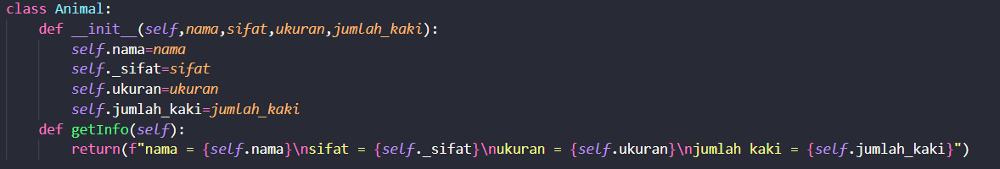 class Animal:
    def __init__(self,nama,sifat,ukuran,jumlah_kaki):
        self.nama=nama
        self._sifat=sifat
        self.ukuran=ukuran
        self.jumlah_kaki=jumlah_kaki
    def getInfo(self):
        return(f"nama = {self.nama}\nsifat = {self._sifat}\nukuran = {self.ukuran}\njumlah kaki = {self.jumlah_kaki}")